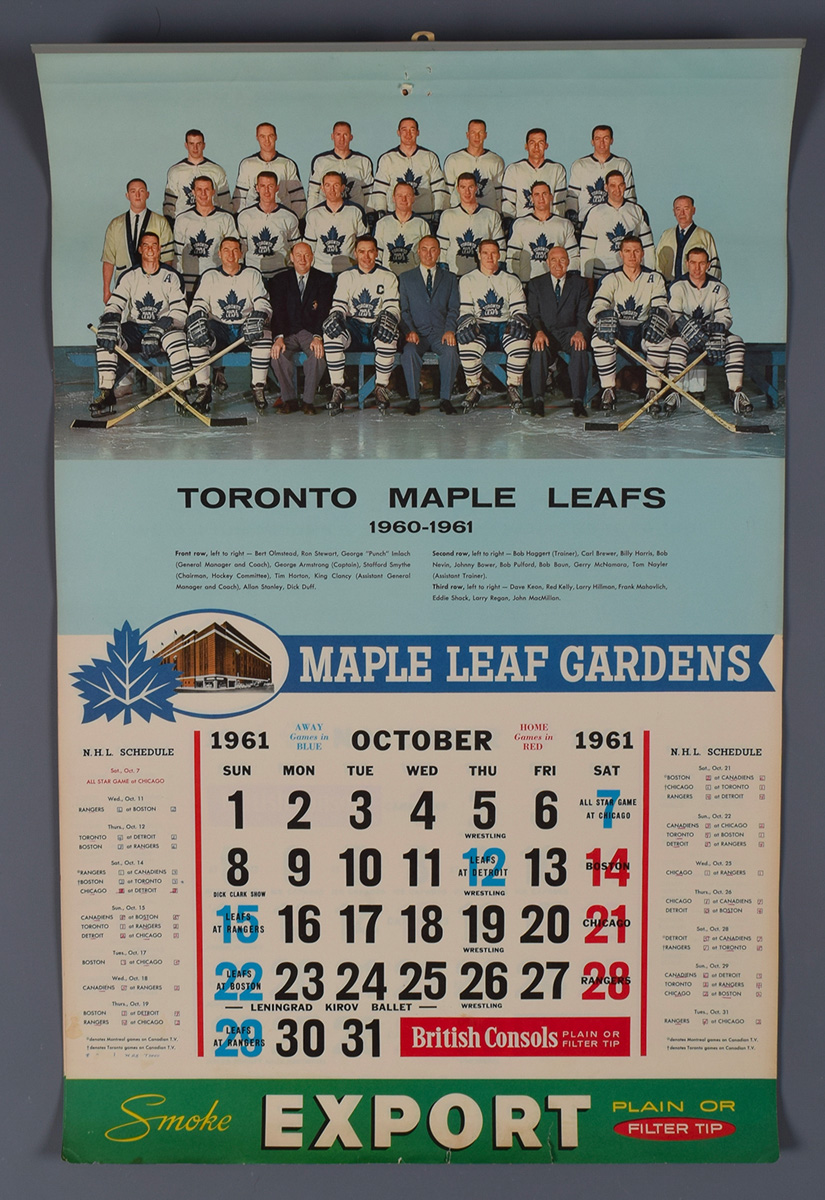 TORONTO MAPLE LEAFS
A
TORONTO MAPLE LEAFS
C
A
A
TORONTO MAPLE LEAFS
1960-1961
Front row, left to right — Bert Olmstead, Ron Stewart, George "Punch" Imlach
(General Manager and Coach), George Armstrong (Captain), Stafford Smythe
(Chairman, Hockey Committee), Tim Horton, King Clancy (Assistant General
Manager and Coach), Allan Stanley, Dick Duff.
Second row, left to right — Bob Haggert (Trainer), Carl Brewer, Billy Harris, Bob
Nevin, Johnny Bower, Bob Pulford, Bob Baun, Gerry McNamara, Tom Nayler
(Assistant Trainer).
Third row, left to right — Dave Keon, Red Kelly, Larry Hillman, Frank Mahovlich,
Eddie Shack, Larry Regan, John MacMillan.
MAPLE LEAF GARDENS
N.H.L. SCHEDULE
Sat., Oct. 7
ALL STAR GAME at CHICAGO
Wed., Oct. 11
RANGERS at BOSTON
Thurs., Oct. 12
TORONTO at DETROIT
BOSTON at RANGERS
Sat., Oct. 14
RANGERS at CANADIENS
BOSTON at TORONTO
CHICAGO at DETROIT
Sun., Oct. 15
CANADIENS at BOSTON
TORONTO at RANGERS
DETROIT at CHICAGO
Tues., Oct. 17
BOSTON at CHICAGO
Wed., Oct. 18
CANADIENS at RANGERS
Thurs., Oct. 19
BOSTON at DETROIT
RANGERS at CHICAGO
°denotes Montreal games on Canadian T.V.
†denotes Toronto games on Canadian T.V.
1961 AWAY Games in BLUE OCTOBER HOME Games in RED 1961
SUN MON TUE WED THU FRI SAT
1 2 3 4 5 6 7
WRESTLING
ALL STAR GAME
AT CHICAGO
8 9 10 11 12 13 14
DICK CLARK SHOW
LEAFS
AT DETROIT
WRESTLING
BOSTON
15 16 17 18 19 20 21
LEAFS
AT RANGERS
WRESTLING
CHICAGO
22 23 24 25 26 27 28
LEAFS
AT BOSTON
LENINGRAD KIROV BALLET
WRESTLING
RANGERS
29 30 31
LEAFS
AT RANGERS
British Consols PLAIN OR
FILTER TIP
N.H.L. SCHEDULE
Sat., Oct. 21
°BOSTON at CANADIENS
†CHICAGO at TORONTO
RANGERS at DETROIT
Sun., Oct. 22
CANADIENS at CHICAGO
TORONTO at BOSTON
DETROIT at RANGERS
Wed., Oct. 25
CHICAGO at RANGERS
Thurs., Oct. 26
CHICAGO at CANADIENS
DETROIT at BOSTON
Sat., Oct. 28
°DETROIT at CANADIENS
†RANGERS at TORONTO
Sun., Oct. 29
CANADIENS at DETROIT
TORONTO at RANGERS
CHICAGO at BOSTON
Tues., Oct. 31
RANGERS at CHICAGO
°denotes Montreal games on Canadian T.V.
†denotes Toronto games on Canadian T.V.
Smoke EXPORT PLAIN OR
FILTER TIP